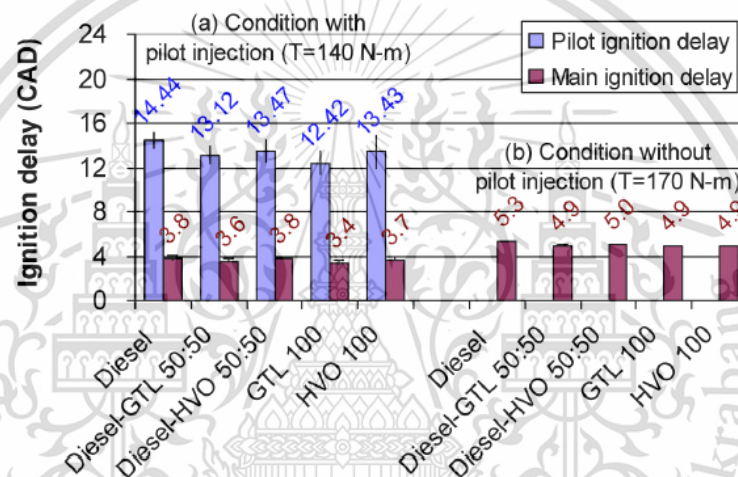 (a) Condition with
pilot injection (T=140 N-m)
Pilot ignition delay
Main ignition delay
(b) Condition without
pilot injection (T=170 N-m)
Ignition delay (CAD)
24
20
16
12
8
4
0
14.44
13.12
13.47
12.42
13.43
3.8
3.6
3.8
3.4
3.7
5.3
4.9
5.0
4.9
Diesel
Diesel-GTL 50:50
Diesel-HVO 50:50
GTL 100
HVO 100
Diesel
Diesel-GTL 50:50
Diesel-HVO 50:50
GTL 100
HVO 100